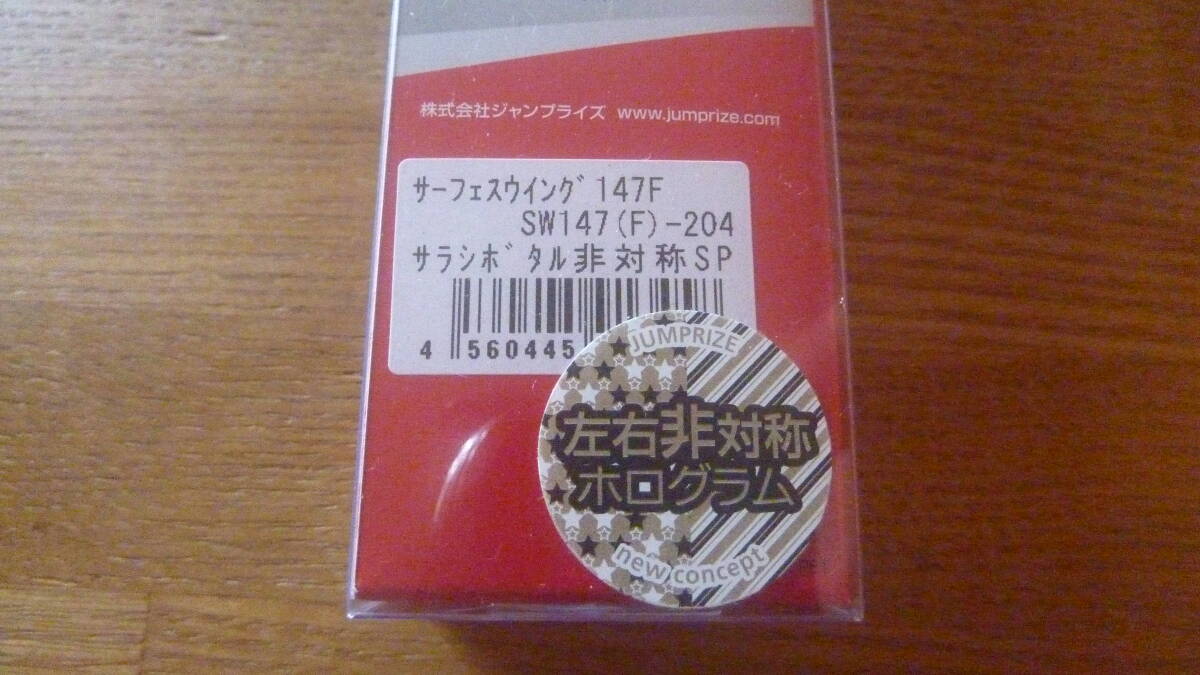 株式会社ジャンプライズ www.jumprize.com
ｻｰﾌｪｽｳｲﾝｸﾞ 147F
SW147(F)-204
ｻﾗｼﾎﾞﾀﾙ非対称SP
4 560445
JUMPRIZE
左右非対称
ホログラム
new concept